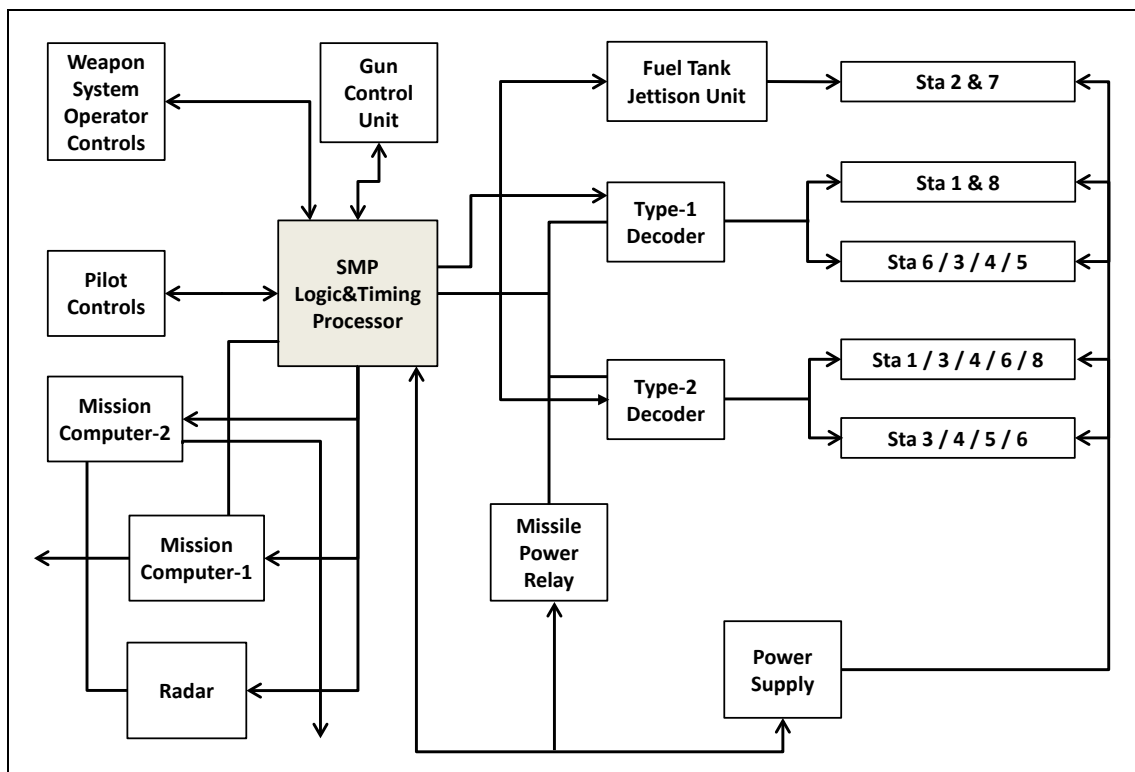 Weapon
System
Operator
Controls
Gun
Control
Unit
Fuel Tank
Jettison Unit
Sta 2 & 7
Sta 1 & 8
Type-1
Decoder
Sta 6 / 3 / 4 / 5
SMP
Logic&Timing
Processor
Pilot
Controls
Sta 1 / 3 / 4 / 6 / 8
Type-2
Decoder
Sta 3 / 4 / 5 / 6
Mission
Computer-2
Mission
Computer-1
Missile
Power
Relay
Radar
Power
Supply